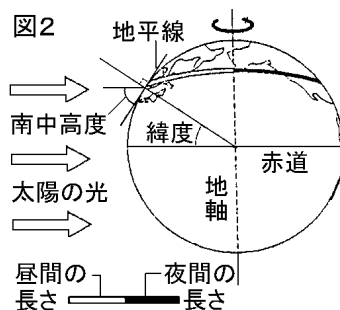 図2
地平線
南中高度
緯度
赤道
太陽の光
地軸
昼間の
長さ
夜間の
長さ